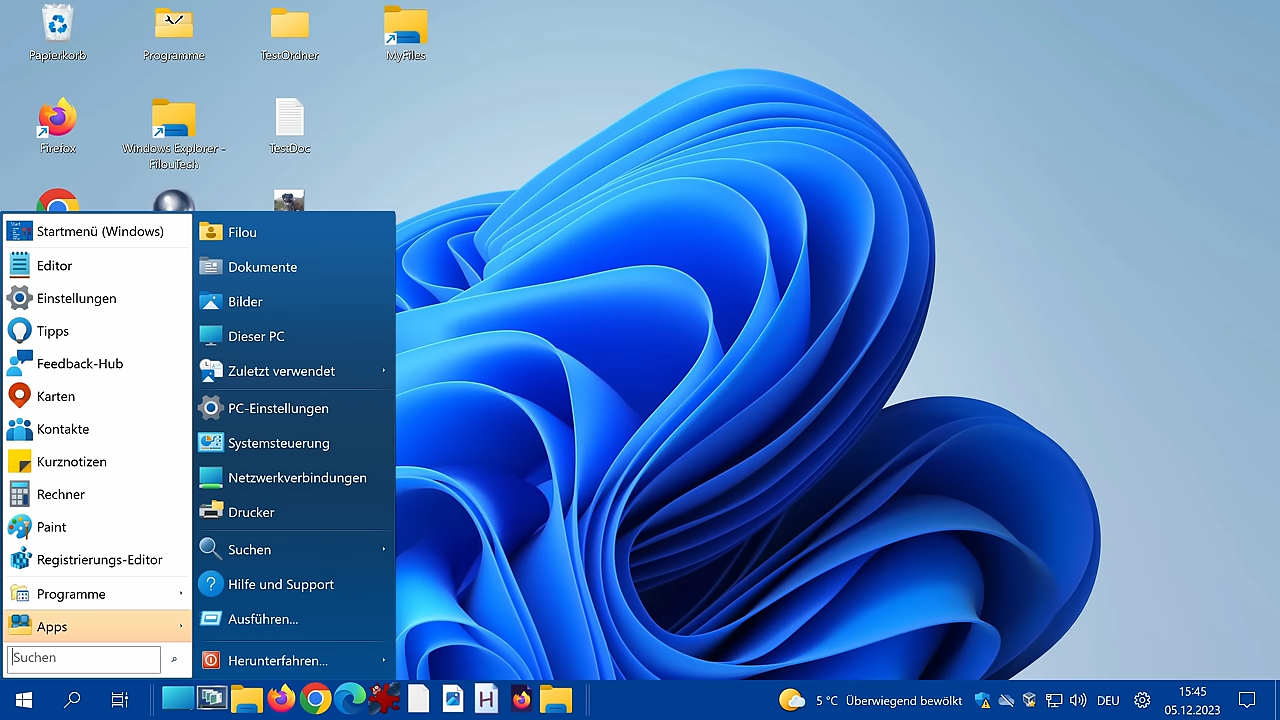 Papierkorb
Programme
TestOrdner
MyFiles
Firefox
Windows Explorer -
FilouTech
TestDoc
Startmenü (Windows)
Editor
Einstellungen
Tipps
Feedback-Hub
Karten
Kontakte
Kurznotizen
Rechner
Paint
Registrierungs-Editor
Programme
Apps
Suchen
Filou
Dokumente
Bilder
Dieser PC
Zuletzt verwendet
PC-Einstellungen
Systemsteuerung
Netzwerkverbindungen
Drucker
Suchen
Hilfe und Support
Ausführen...
Herunterfahren...
H
5 °C Überwiegend bewölkt
DEU
15:45
05.12.2023